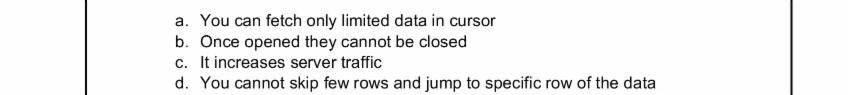 a. You can fetch only limited data in cursor
b. Once opened they cannot be closed
c. It increases server traffic
d. You cannot skip few rows and jump to specific row of the data